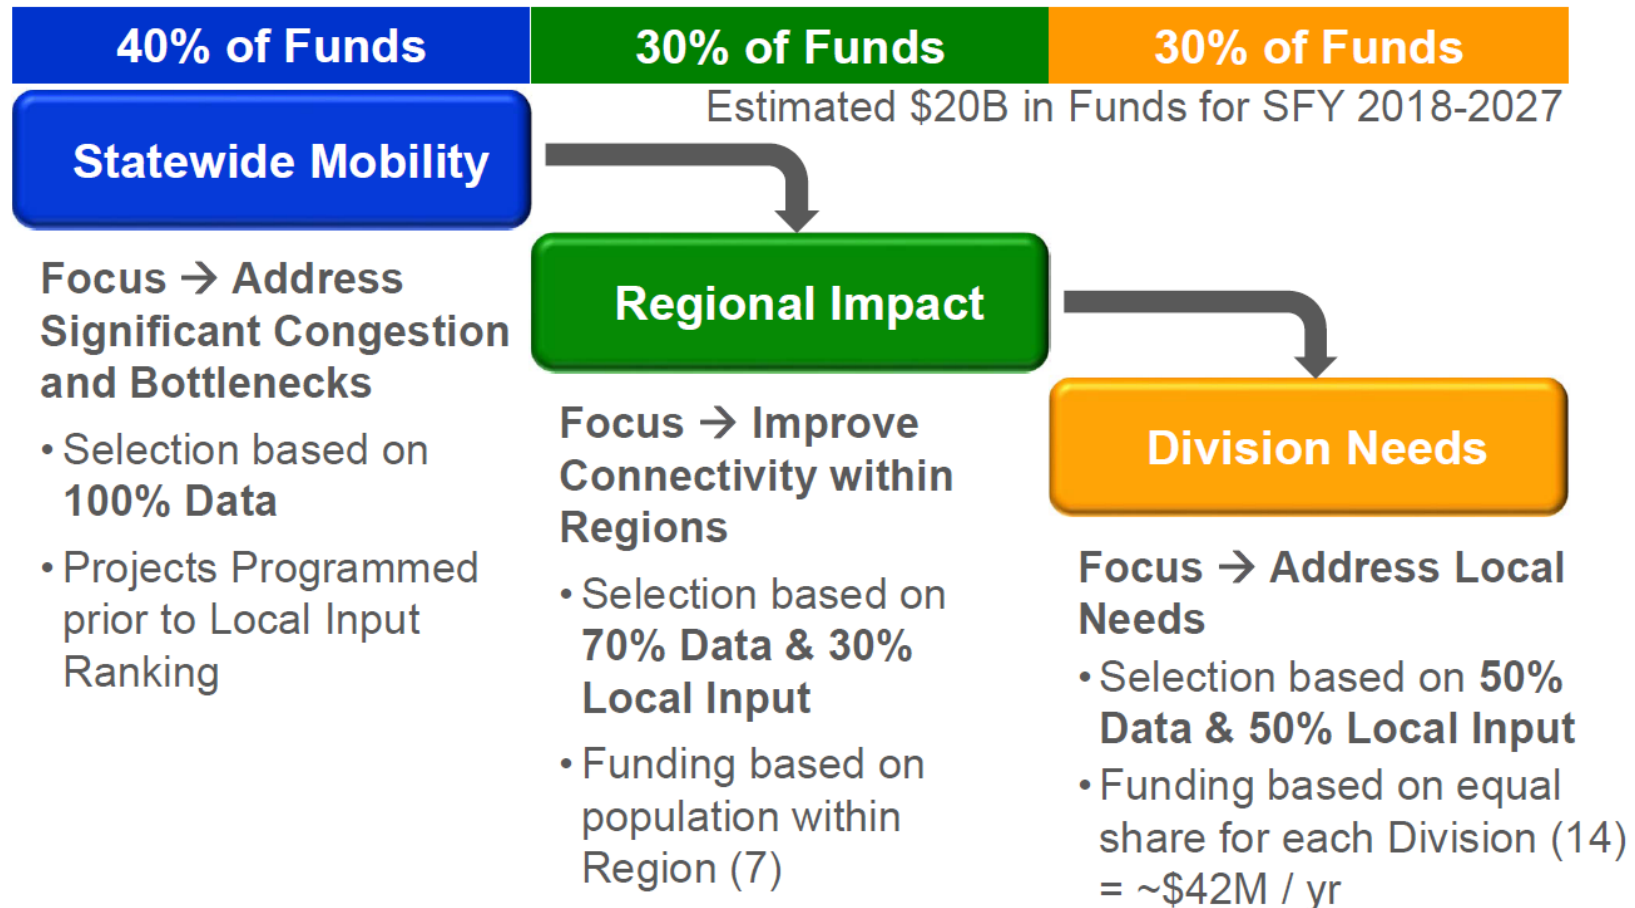 40% of Funds
30% of Funds
30% of Funds
Estimated $20B in Funds for SFY 2018-2027
Statewide Mobility
Focus → Address
Significant Congestion
and Bottlenecks
• Selection based on
100% Data
• Projects Programmed
prior to Local Input
Ranking
Regional Impact
Focus → Improve
Connectivity within
Regions
• Selection based on
70% Data & 30%
Local Input
• Funding based on
population within
Region (7)
Division Needs
Focus → Address Local
Needs
• Selection based on 50%
Data & 50% Local Input
• Funding based on equal
share for each Division (14)
= ~$42M / yr